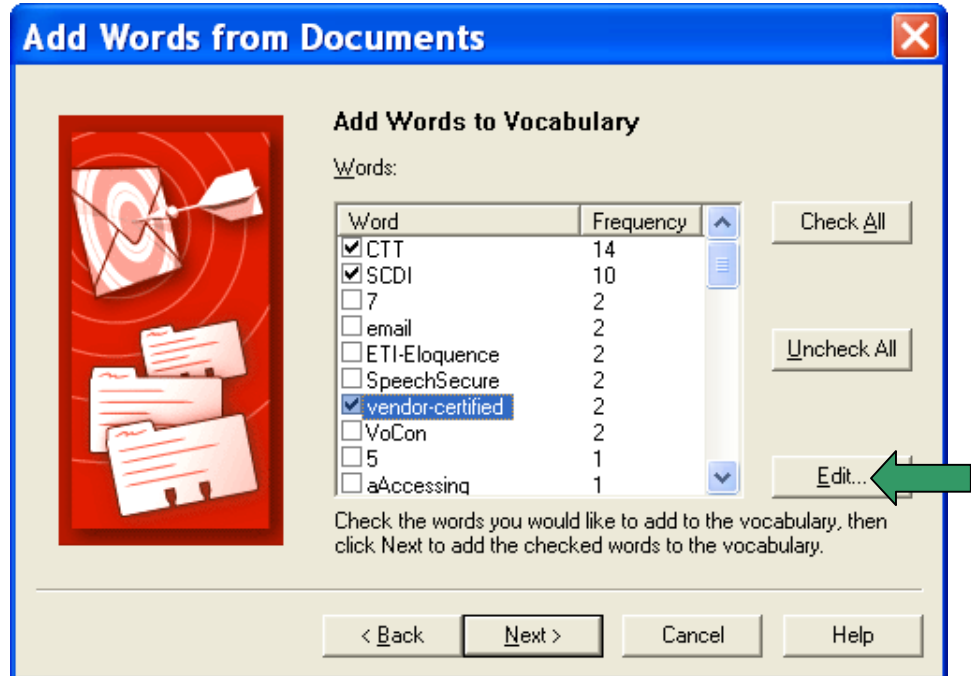 Add Words from Documents
Add Words to Vocabulary
Words:
Word Frequency
CTT 14
SCDI 10
7 2
email 2
ETI-Eloquence 2
SpeechSecure 2
vendor-certified 2
VoCon 2
5 1
aAccessing 1
Check All
Uncheck All
Edit...
Check the words you would like to add to the vocabulary, then
click Next to add the checked words to the vocabulary.
< Back Next > Cancel Help